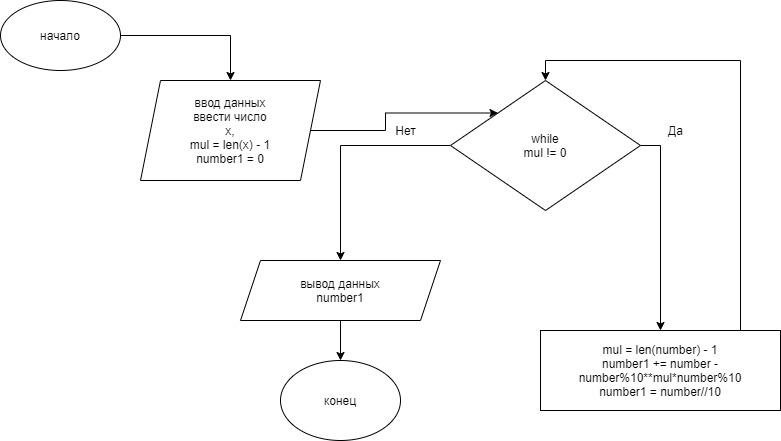 начало
ввод данных
ввести число
x,
mul = len(x) - 1
number1 = 0
Нет
while
mul != 0
Да
вывод данных
number1
mul = len(number) - 1
number1 += number -
number%10**mul*number%10
number1 = number//10
конец